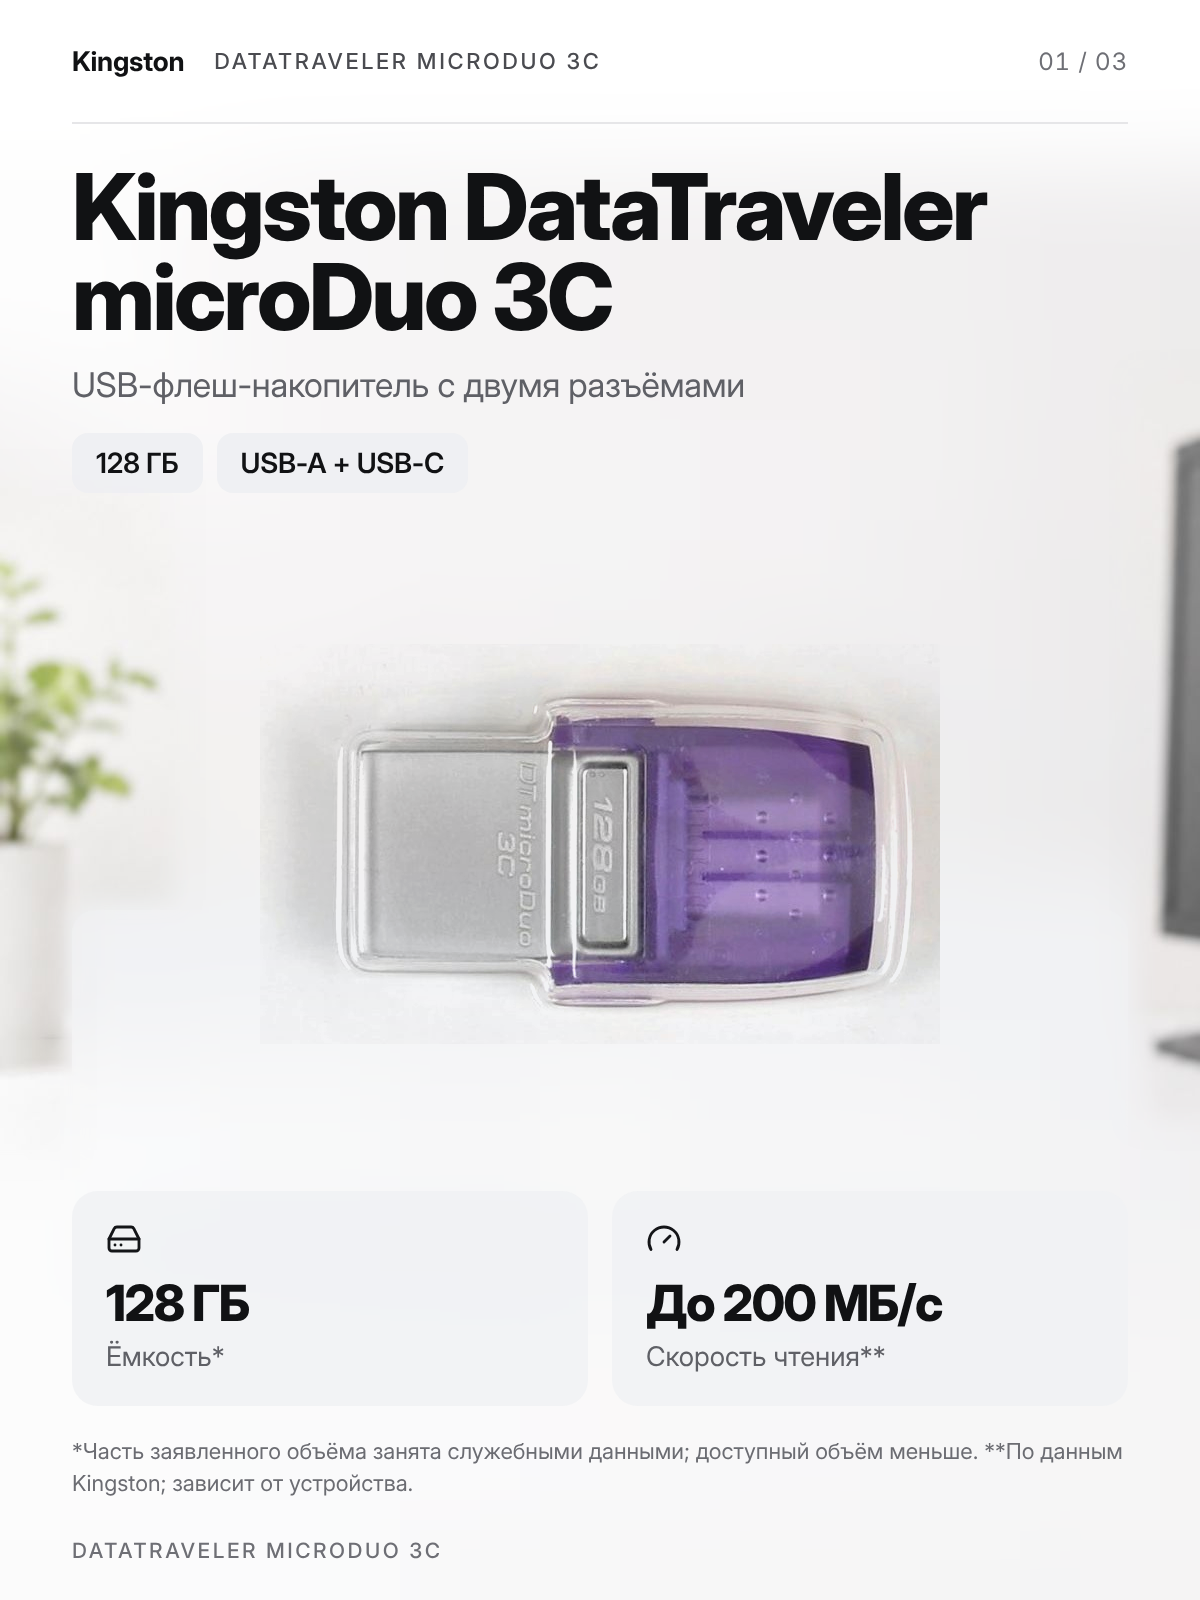 Kingston DATATRAVELER MICRODUO 3C 01 / 03
Kingston DataTraveler
microDuo 3C
USB-флеш-накопитель с двумя разъёмами
128 ГБ USB-A + USB-C
DT microDuo
3C
128GB
128 ГБ
Ёмкость*
До 200 МБ/с
Скорость чтения**
*Часть заявленного объёма занята служебными данными; доступный объём меньше. **По данным
Kingston; зависит от устройства.
DATATRAVELER MICRODUO 3C